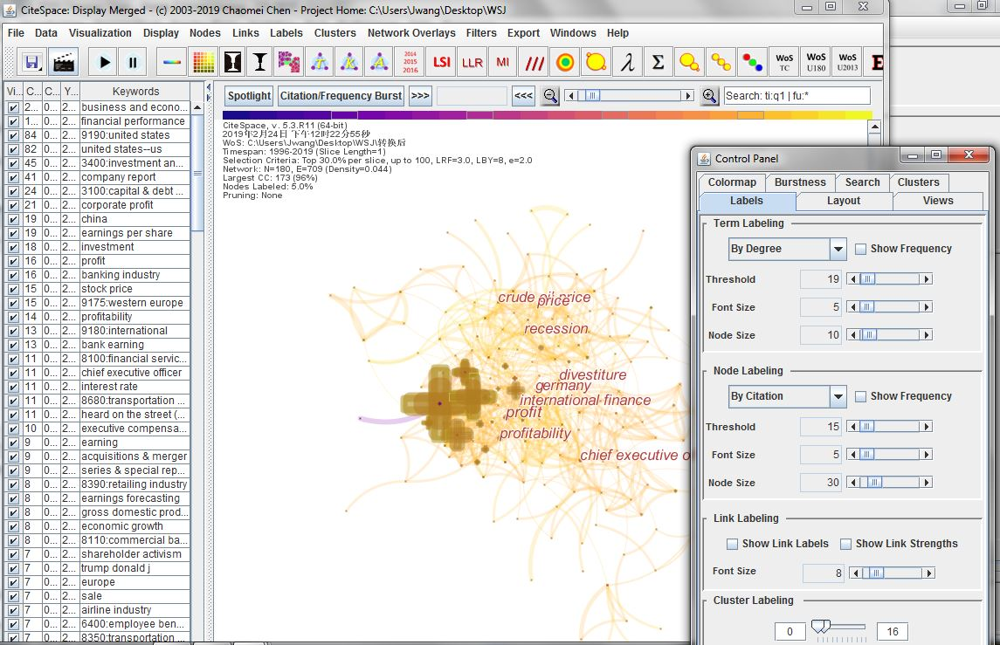 CiteSpace: Display Merged - (c) 2003-2019 Chaomei Chen - Project Home: C:\Users\Jwang\Desktop\WSJ
File Data Visualization Display Nodes Links Labels Clusters Network Overlays Filters Export Windows Help
2014 2015 2016 LSI LLR MI λ Σ WoS TC WoS U180 WoS U2013 E
Vi... C... C... Y... Keywords
Spotlight Citation/Frequency Burst >>> <<< Search: ti:q1 | fu:*
2... 0... 2... business and econo...
1... 0... 2... financial performance
84 0... 2... 9190:united states
82 0... 2... united states--us
45 0... 2... 3400:investment an...
41 0... 2... company report
24 0... 2... 3100:capital & debt ...
21 0... 2... corporate profit
19 0... 2... china
19 0... 2... earnings per share
18 0... 2... investment
16 0... 2... profit
16 0... 2... banking industry
15 0... 2... stock price
15 0... 2... 9175:western europe
14 0... 2... profitability
13 0... 2... 9180:international
13 0... 2... bank earning
11 0... 2... 8100:financial servic...
11 0... 2... chief executive officer
11 0... 2... interest rate
11 0... 2... 8680:transportation ...
11 0... 2... heard on the street (...
10 0... 2... executive compensa...
9 0... 2... earning
9 0... 2... acquisitions & merger
9 0... 2... series & special rep...
8 0... 2... 8390:retailing industry
8 0... 2... earnings forecasting
8 0... 2... gross domestic prod...
8 0... 2... economic growth
8 0... 2... 8110:commercial ba...
7 0... 2... shareholder activism
7 0... 2... trump donald j
7 0... 2... europe
7 0... 2... sale
7 0... 2... airline industry
7 0... 2... 6400:employee ben...
7 0... 2... 8350:transportation ...
CiteSpace, v. 5.3.R11 (64-bit)
2019年2月24日 下午12时22分55秒
WoS: C:\Users\Jwang\Desktop\WSJ\转换后
Timespan: 1996-2019 (Slice Length=1)
Selection Criteria: Top 30.0% per slice, up to 100, LRF=3.0, LBY=8, e=2.0
Network: N=180, E=709 (Density=0.044)
Largest CC: 173 (96%)
Nodes Labeled: 5.0%
Pruning: None
crude oil price
price
recession
divestiture
germany
international finance
profit
profitability
chief executive o
Control Panel
Colormap Burstness Search Clusters
Labels Layout Views
Term Labeling
By Degree Show Frequency
Threshold 19
Font Size 5
Node Size 10
Node Labeling
By Citation Show Frequency
Threshold 15
Font Size 5
Node Size 30
Link Labeling
Show Link Labels Show Link Strengths
Font Size 8
Cluster Labeling
0 16